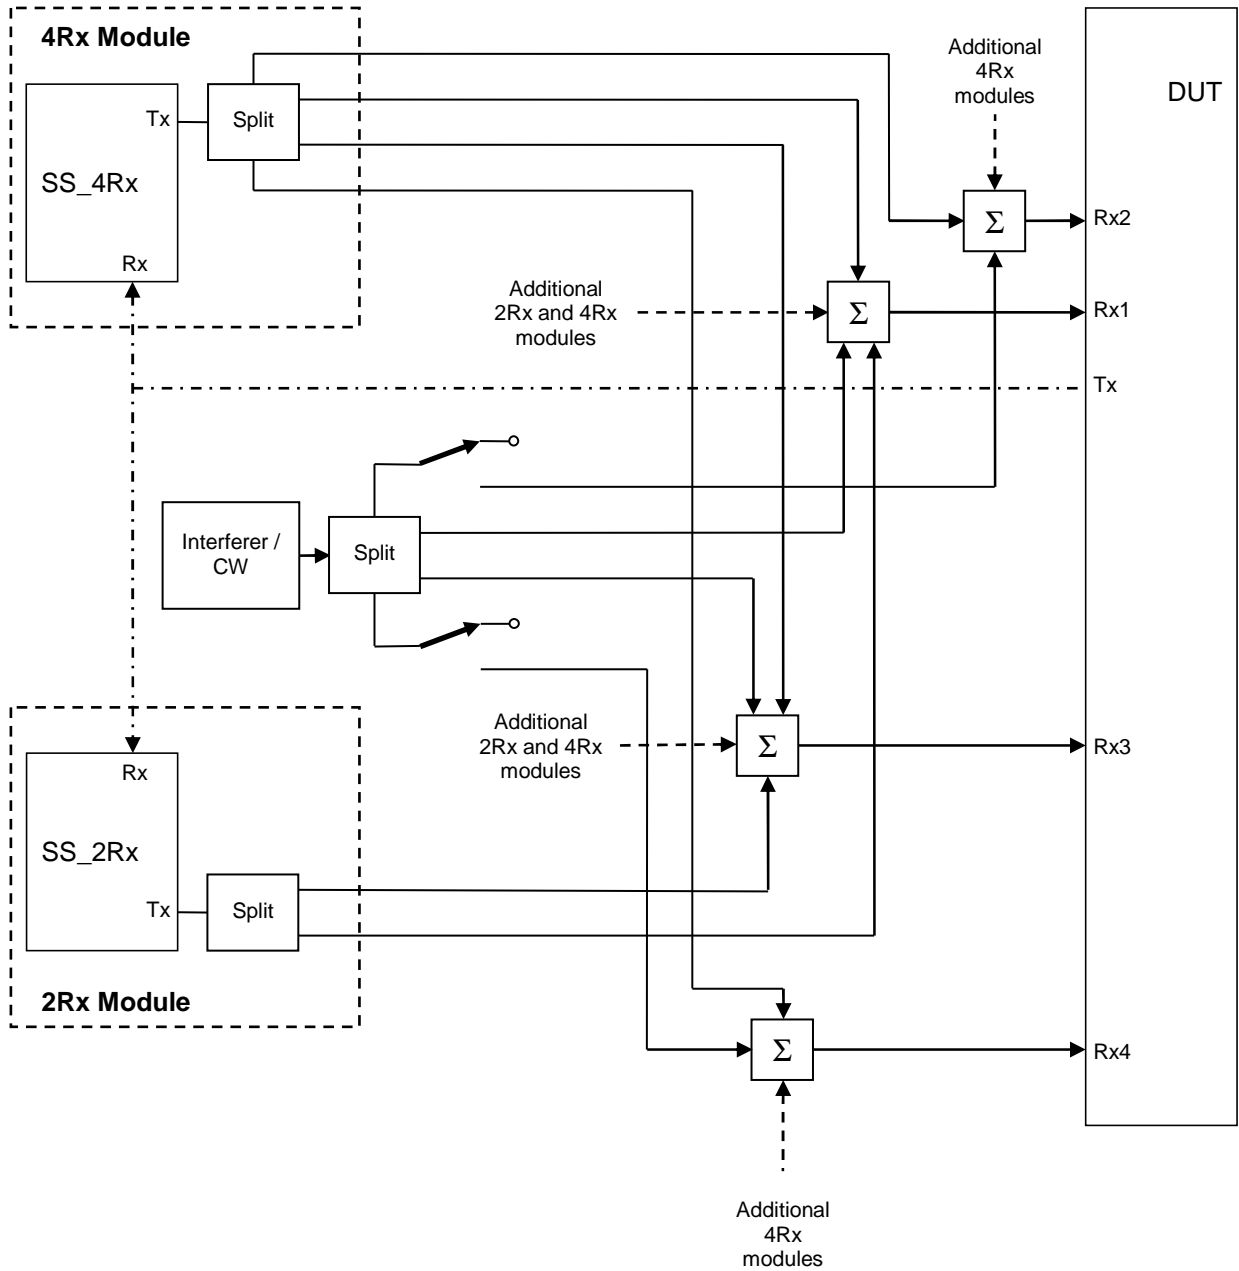 4Rx Module
Additional
4Rx
modules
DUT
Tx
Split
SS_4Rx
Rx
Σ
Rx2
Additional
2Rx and 4Rx
modules
Σ
Rx1
Tx
Interferer /
CW
Split
Additional
2Rx and 4Rx
modules
Σ
Rx3
Rx
SS_2Rx
Tx
Split
2Rx Module
Σ
Rx4
Additional
4Rx
modules